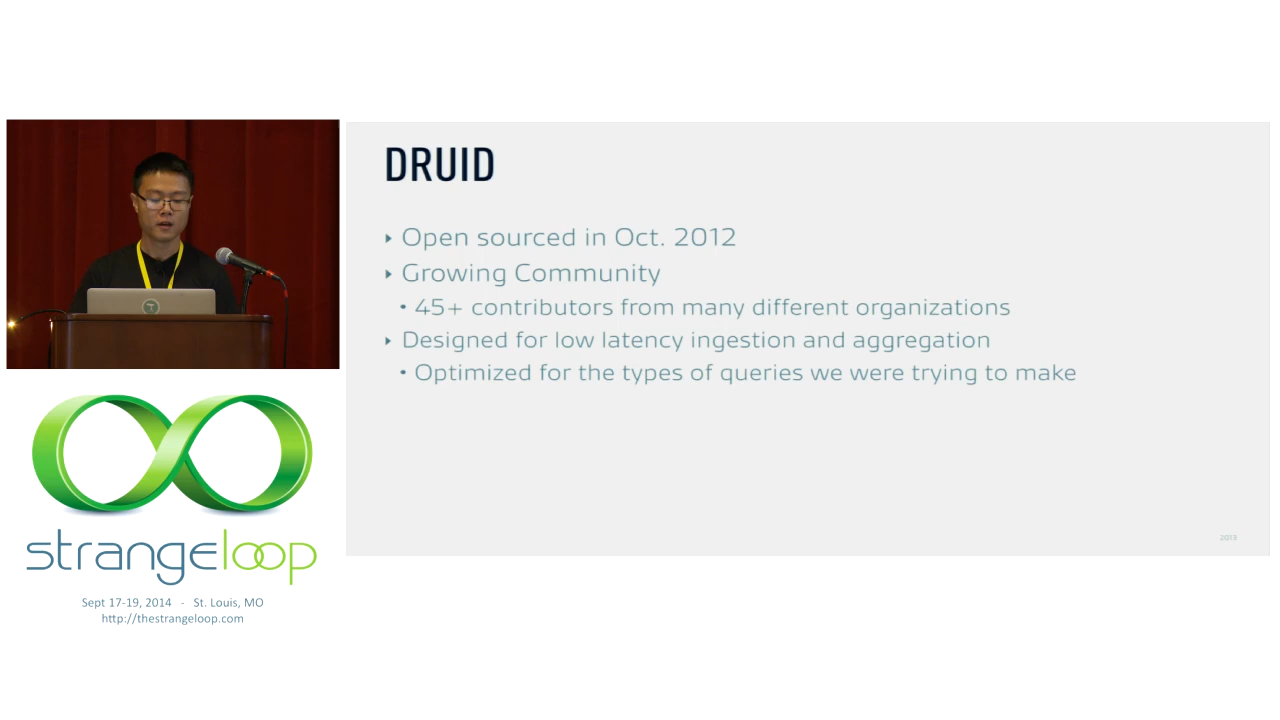 DRUID
Open sourced in Oct. 2012
Growing Community
45+ contributors from many different organizations
Designed for low latency ingestion and aggregation
Optimized for the types of queries we were trying to make
2013
strangeloop
Sept 17-19, 2014 - St. Louis, MO
http://thestrangeloop.com